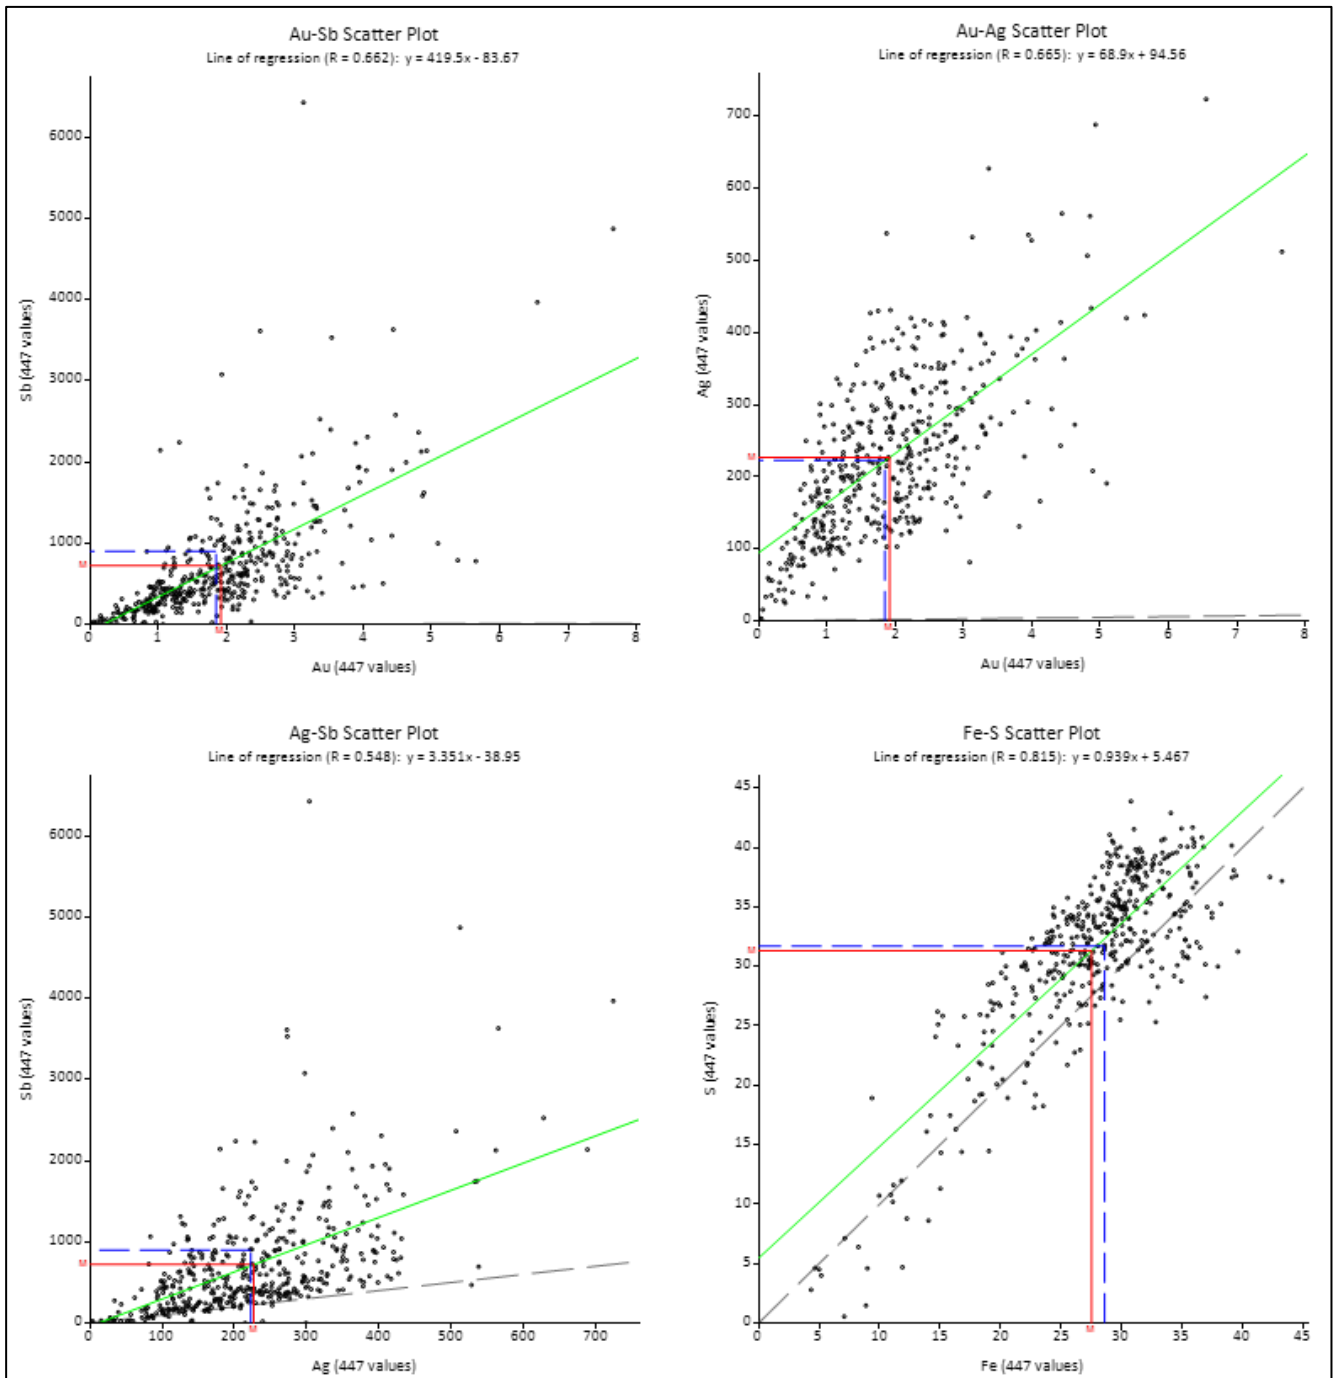 Au-Sb Scatter Plot
Line of regression (R = 0.662): y = 419.5x - 83.67
Sb (447 values)
6000
5000
4000
3000
2000
1000
0
M
0 1 2 3 4 5 6 7 8
M
Au (447 values)
Au-Ag Scatter Plot
Line of regression (R = 0.665): y = 68.9x + 94.56
Ag (447 values)
700
600
500
400
300
200
100
0
M
0 1 2 3 4 5 6 7 8
M
Au (447 values)
Ag-Sb Scatter Plot
Line of regression (R = 0.548): y = 3.351x - 38.95
Sb (447 values)
6000
5000
4000
3000
2000
1000
0
M
0 100 200 300 400 500 600 700
M
Ag (447 values)
Fe-S Scatter Plot
Line of regression (R = 0.815): y = 0.939x + 5.467
S (447 values)
45
40
35
30
25
20
15
10
5
0
M
0 5 10 15 20 25 30 35 40 45
M
Fe (447 values)